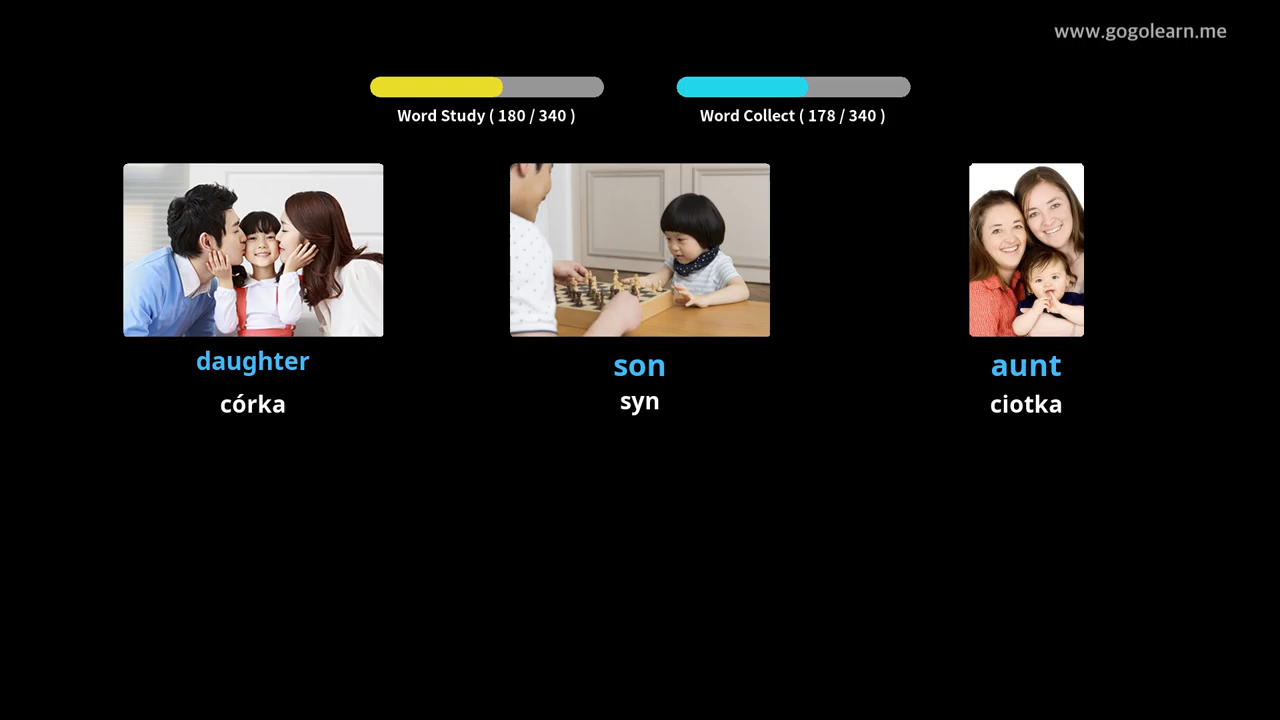 www.gogolearn.me
Word Study ( 180 / 340 )
Word Collect ( 178 / 340 )
daughter
córka
son
syn
aunt
ciotka